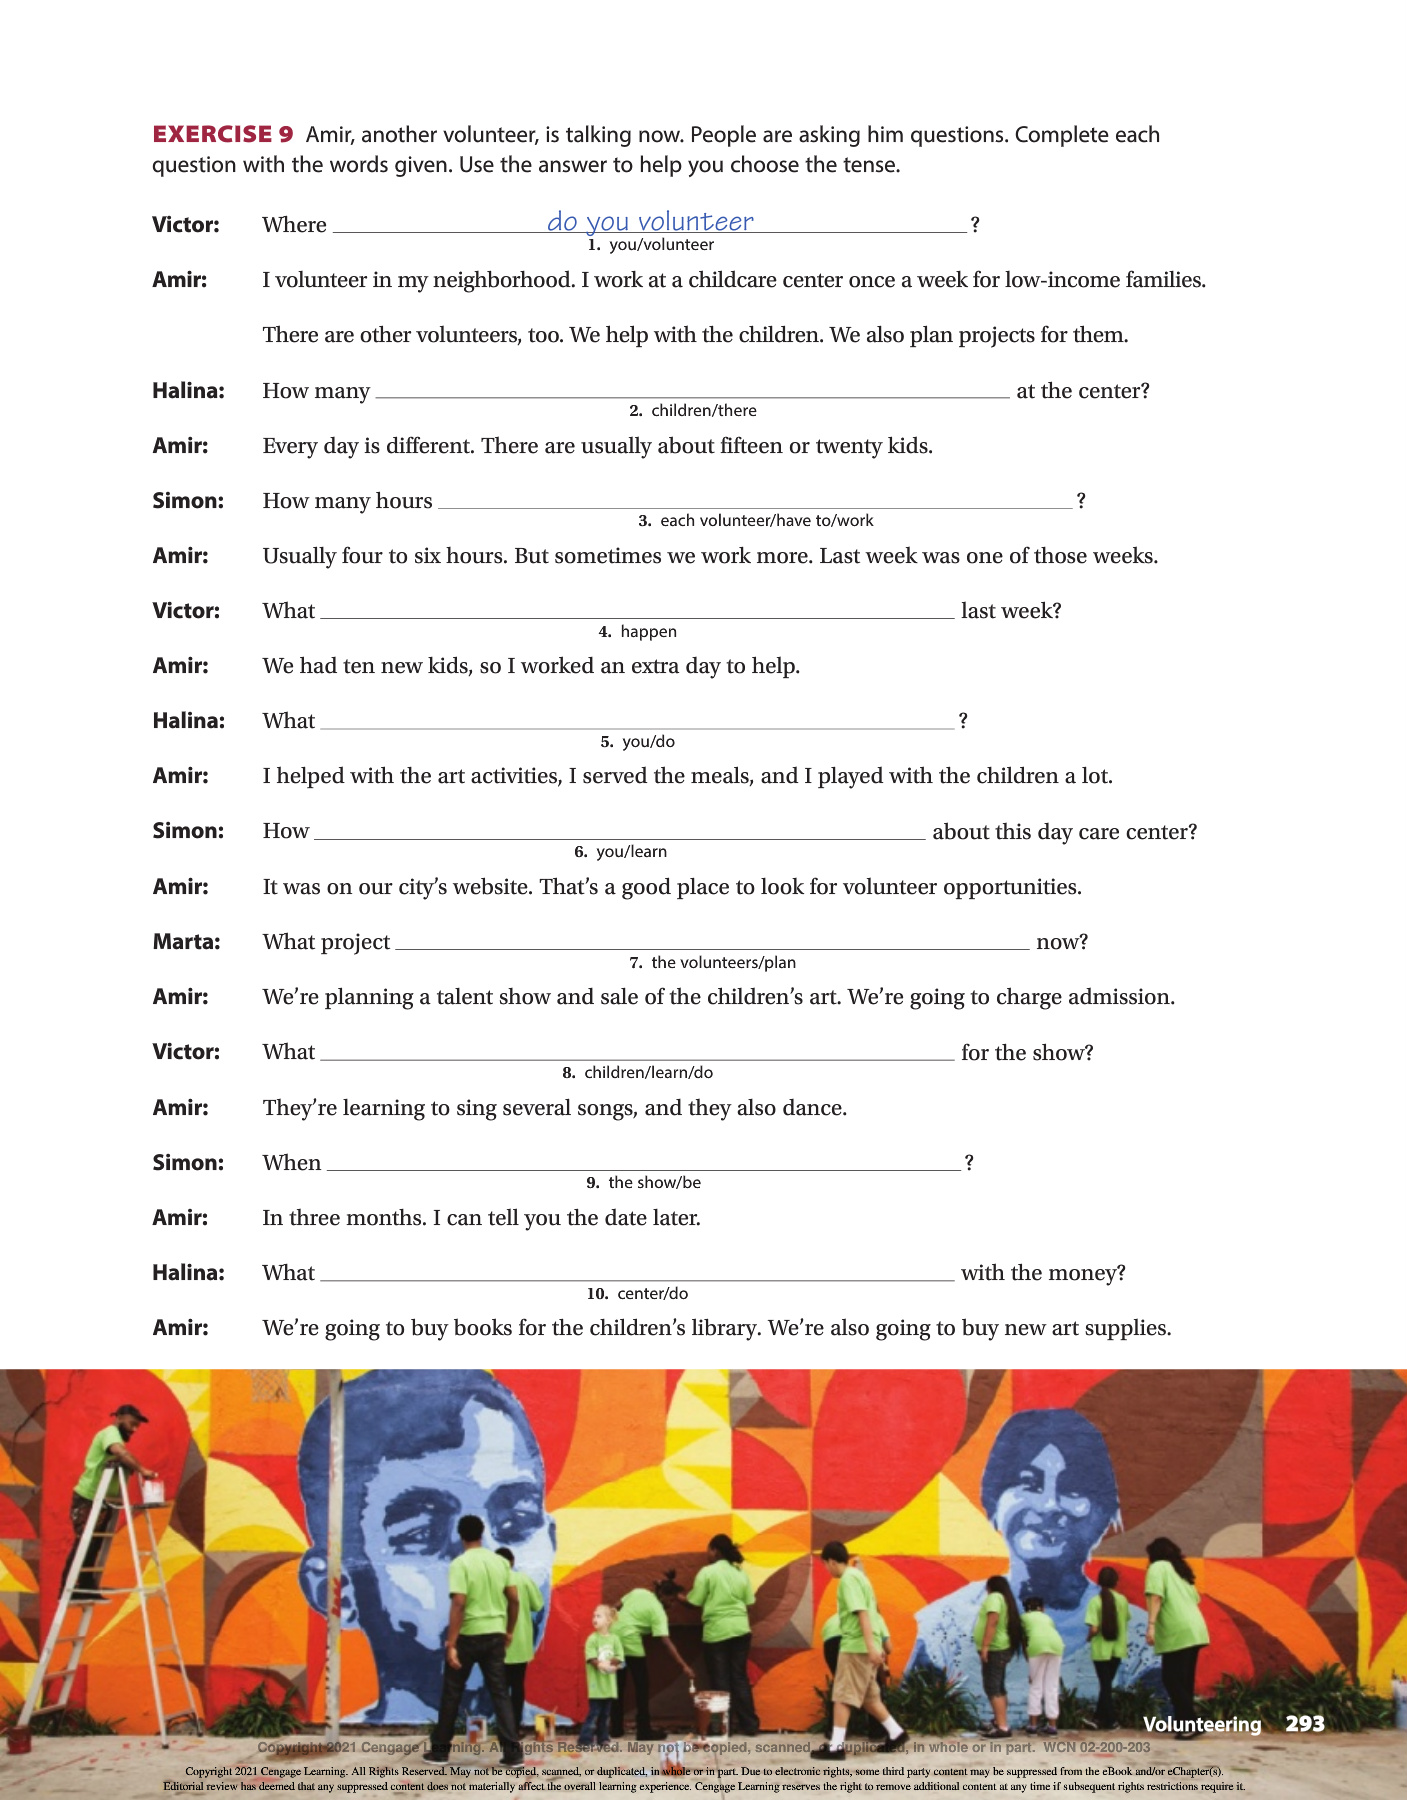 EXERCISE 9 Amir, another volunteer, is talking now. People are asking him questions. Complete each
question with the words given. Use the answer to help you choose the tense.
Victor: Where do you volunteer ?
1. you/volunteer
Amir: I volunteer in my neighborhood. I work at a childcare center once a week for low-income families.
There are other volunteers, too. We help with the children. We also plan projects for them.
Halina: How many ____ at the center?
2. children/there
Amir: Every day is different. There are usually about fifteen or twenty kids.
Simon: How many hours ____ ?
3. each volunteer/have to/work
Amir: Usually four to six hours. But sometimes we work more. Last week was one of those weeks.
Victor: What ____ last week?
4. happen
Amir: We had ten new kids, so I worked an extra day to help.
Halina: What ____ ?
5. you/do
Amir: I helped with the art activities, I served the meals, and I played with the children a lot.
Simon: How ____ about this day care center?
6. you/learn
Amir: It was on our city's website. That's a good place to look for volunteer opportunities.
Marta: What project ____ now?
7. the volunteers/plan
Amir: We're planning a talent show and sale of the children's art. We're going to charge admission.
Victor: What ____ for the show?
8. children/learn/do
Amir: They're learning to sing several songs, and they also dance.
Simon: When ____ ?
9. the show/be
Amir: In three months. I can tell you the date later.
Halina: What ____ with the money?
10. center/do
Amir: We're going to buy books for the children's library. We're also going to buy new art supplies.
Volunteering 293
Copyright 2021 Cengage Learning. All Rights Reserved. May not be copied, scanned, or duplicated, in whole or in part. WCN 02-200-203
Copyright 2021 Cengage Learning. All Rights Reserved. May not be copied, scanned, or duplicated, in whole or in part. Due to electronic rights, some third party content may be suppressed from the eBook and/or eChapter(s).
Editorial review has deemed that any suppressed content does not materially affect the overall learning experience. Cengage Learning reserves the right to remove additional content at any time if subsequent rights restrictions require it.